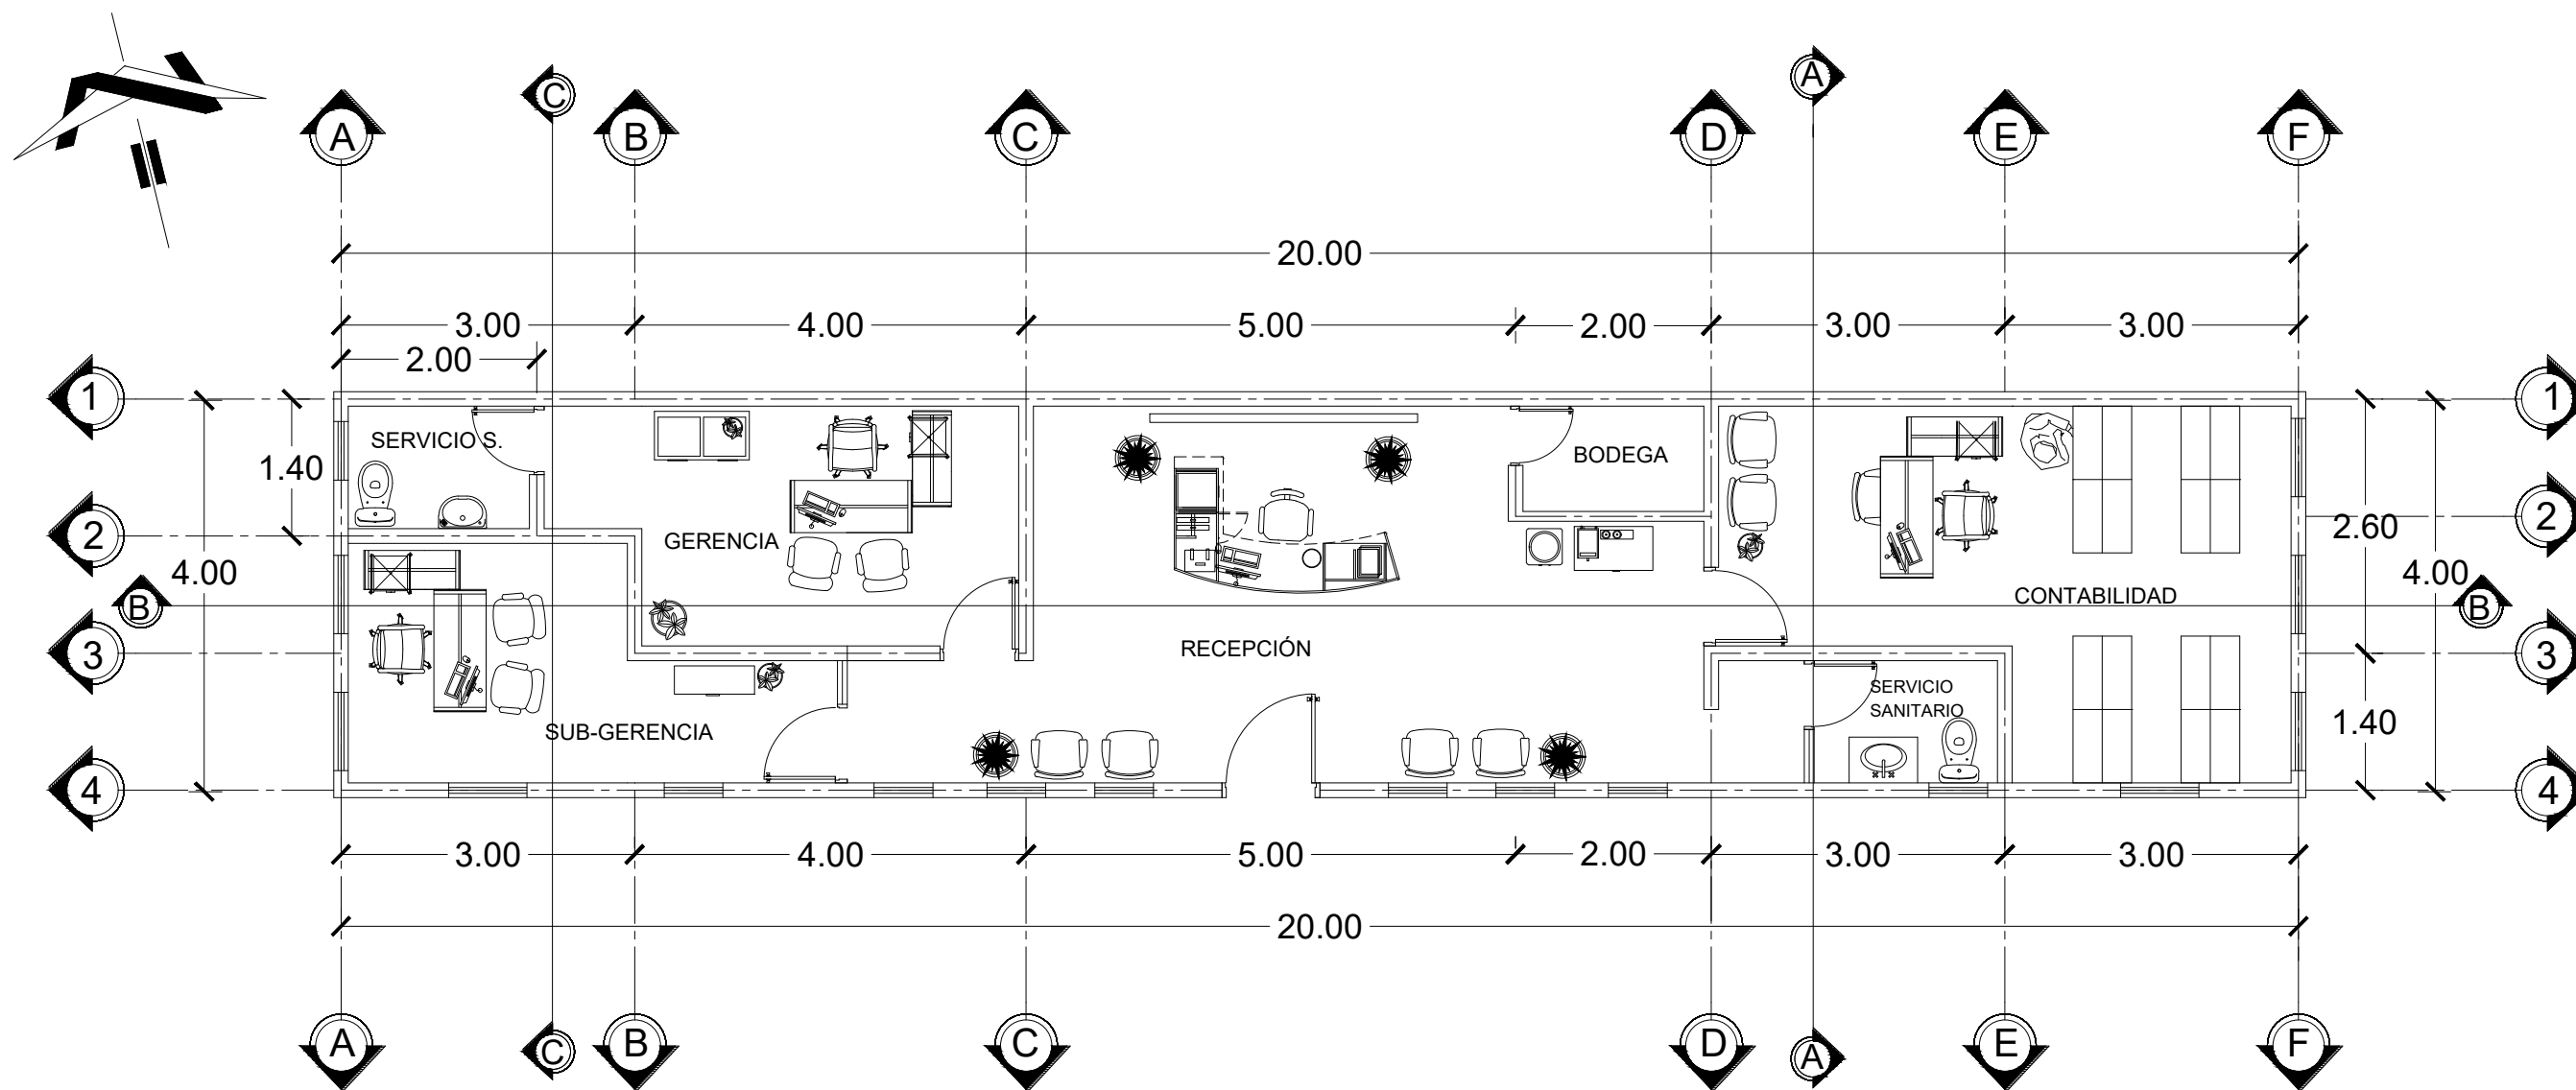 C
A
A
B
C
D
E
F
20.00
3.00
4.00
5.00
2.00
3.00
3.00
2.00
1
1
SERVICIO S.
1.40
BODEGA
2
2
2.60
GERENCIA
4.00
4.00
CONTABILIDAD
B
B
3
RECEPCIÓN
3
SERVICIO
SANITARIO
1.40
SUB-GERENCIA
4
4
3.00
4.00
5.00
2.00
3.00
3.00
20.00
A
C
B
C
D
A
E
F